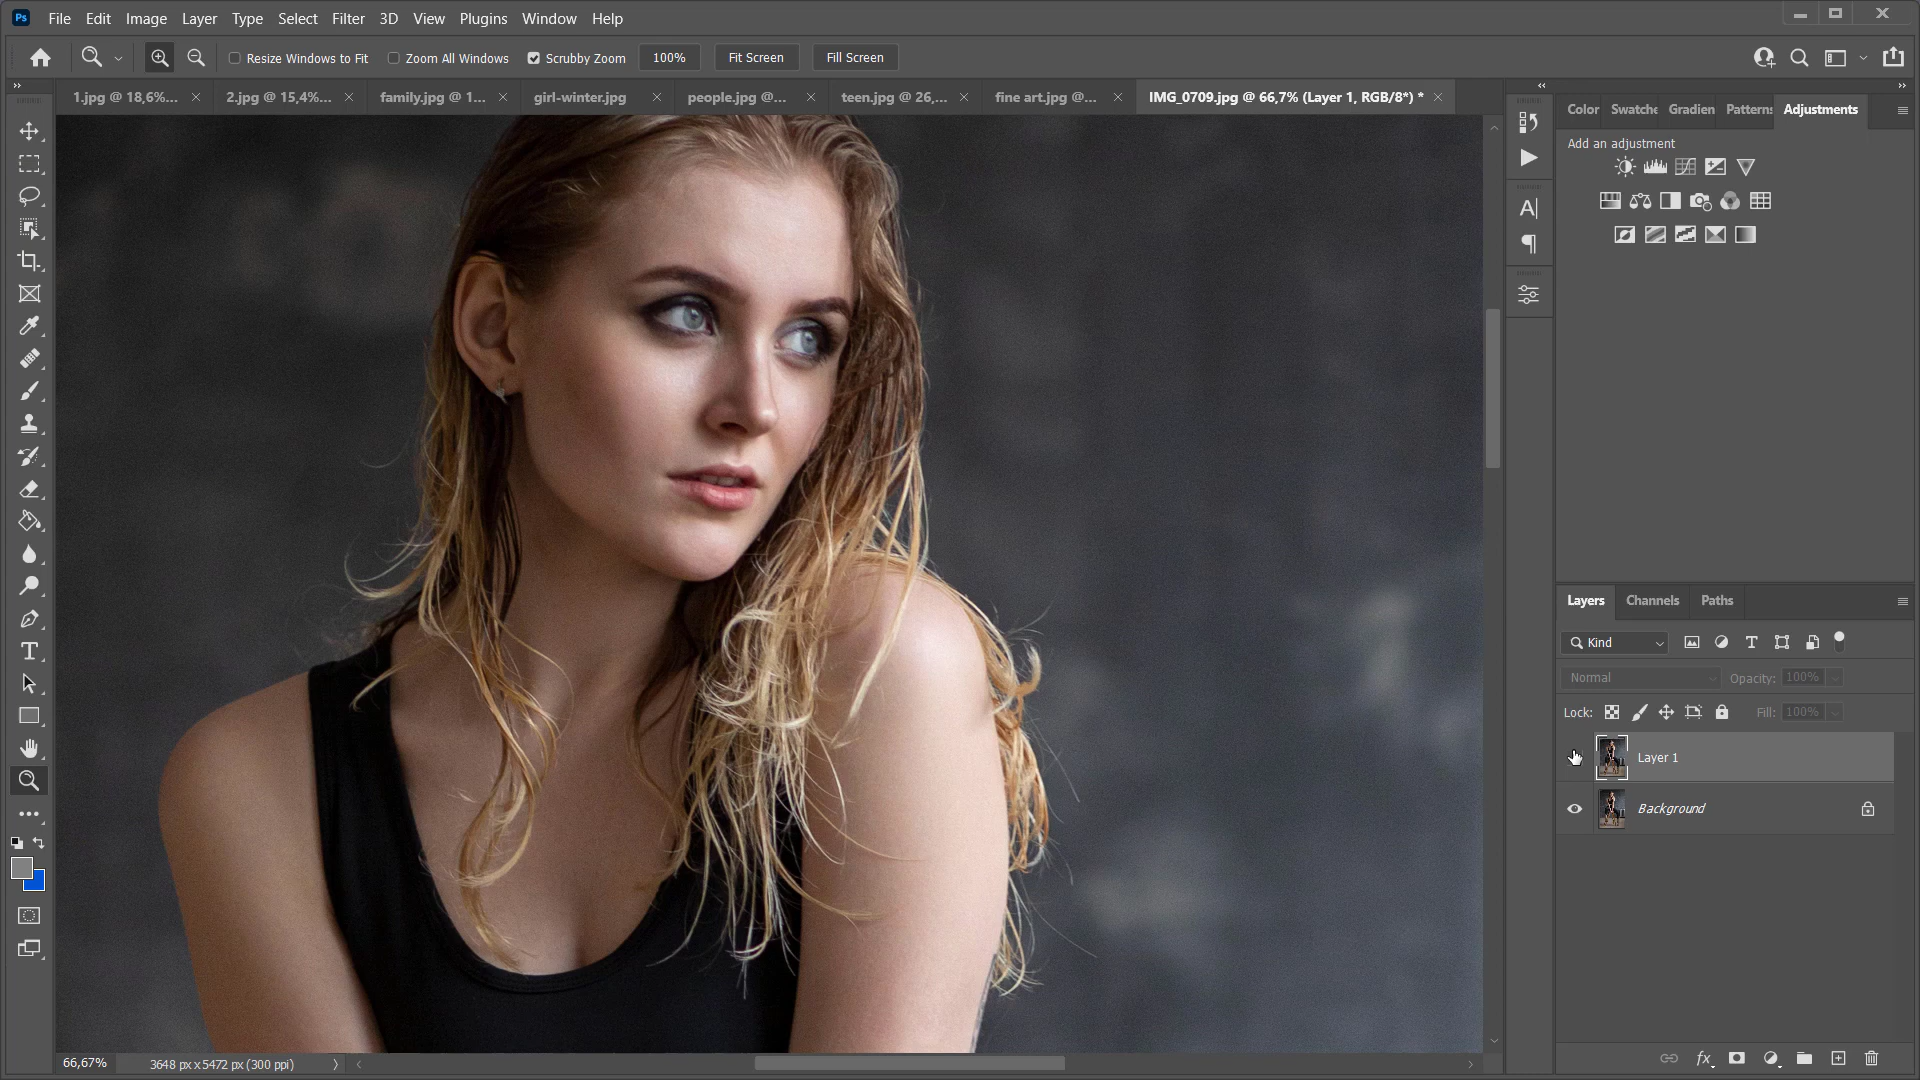 Ps File Edit Image Layer Type Select Filter 3D View Plugins Window Help
Resize Windows to Fit Zoom All Windows Scrubby Zoom 100% Fit Screen Fill Screen
1.jpg @ 18,6%... 2.jpg @ 15,4%... family.jpg @ 1... girl-winter.jpg people.jpg @... teen.jpg @ 26,... fine art.jpg @... IMG_0709.jpg @ 66,7% (Layer 1, RGB/8*) *
Color Swatche Gradien Patterns Adjustments
Add an adjustment
Layers Channels Paths
Kind
Normal Opacity: 100%
Lock: Fill: 100%
Layer 1
Background
66,67% 3648 px x 5472 px (300 ppi)